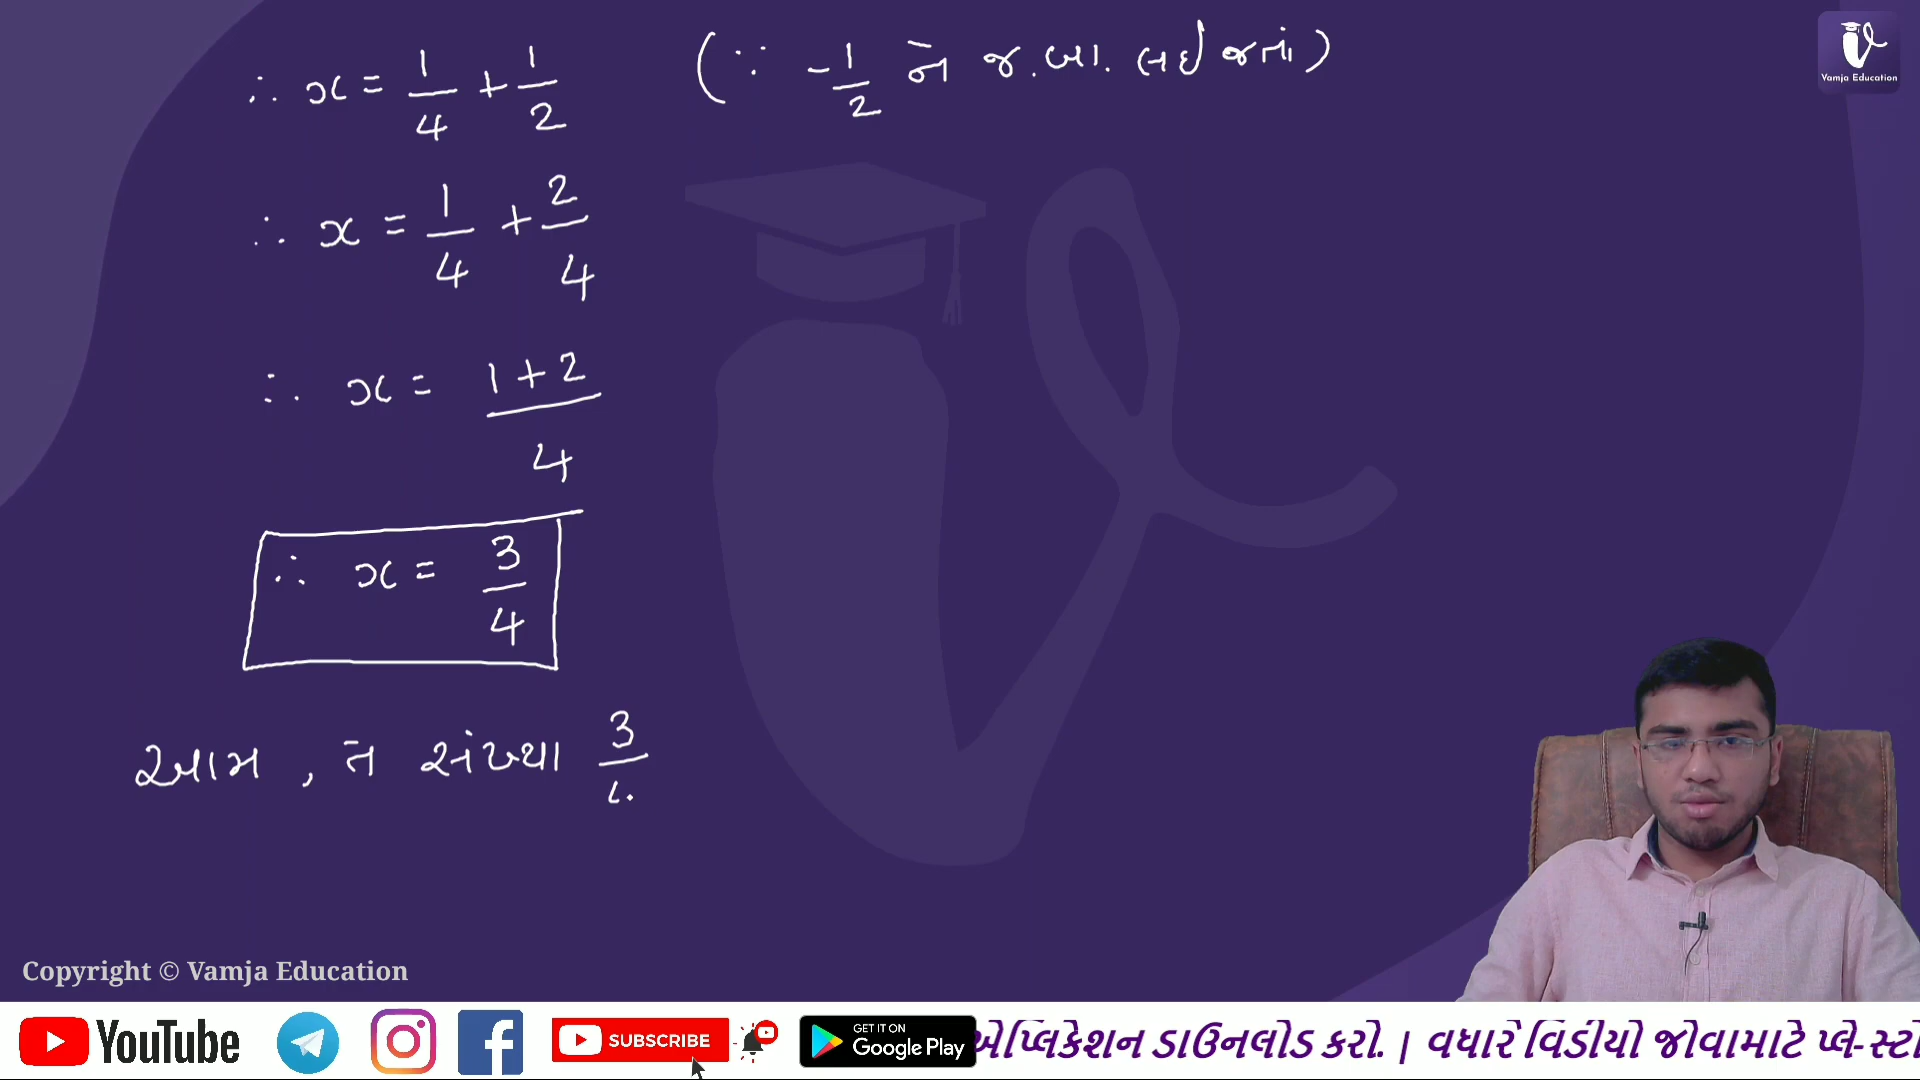 ∴ x = 1/4 + 1/2 (∵ -1/2 ને જ.બા. લઈ જતાં)
Vamja Education
∴ x = 1/4 + 2/4
∴ x = 1+2/4
∴ x = 3/4
આમ, તે સંખ્યા 3/
Copyright © Vamja Education
YouTube
SUBSCRIBE
GET IT ON
Google Play
એપ્લિકેશન ડાઉનલોડ કરો. | વધારે વિડીયો જોવામાટે પ્લે-સ્ટો